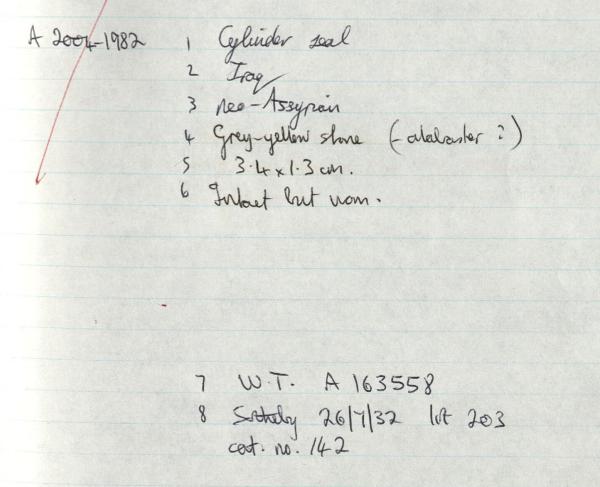 A 2004-1982 1 Cylinder seal
2 Iraq
3 neo-Assyrian
4 Grey-yellow stone (-alabaster ?)
5 3.4 x 1.3 cm.
6 Intact but worn.
7 W.T. A 163558
8 Sotheby 26/7/32 lot 203
cat. no. 142